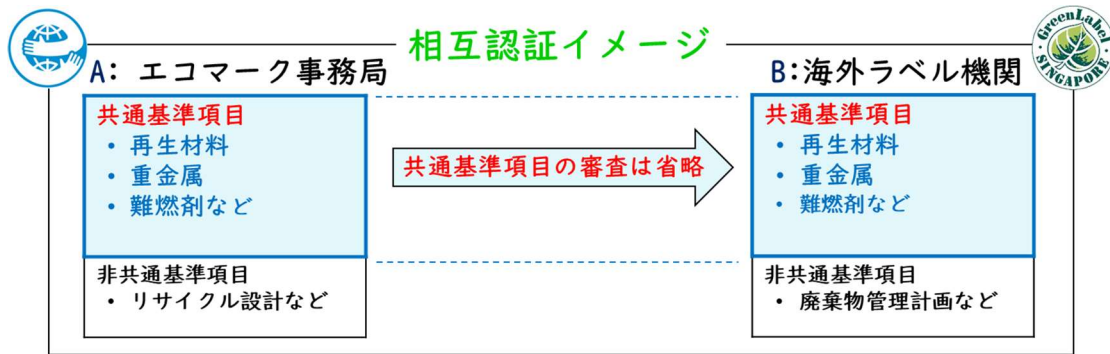 相互認証イメージ
GreenLabel
SINGAPORE
A: エコマーク事務局
共通基準項目
・ 再生材料
・ 重金属
・ 難燃剤など
非共通基準項目
・ リサイクル設計など
共通基準項目の審査は省略
B:海外ラベル機関
共通基準項目
・ 再生材料
・ 重金属
・ 難燃剤など
非共通基準項目
・ 廃棄物管理計画など